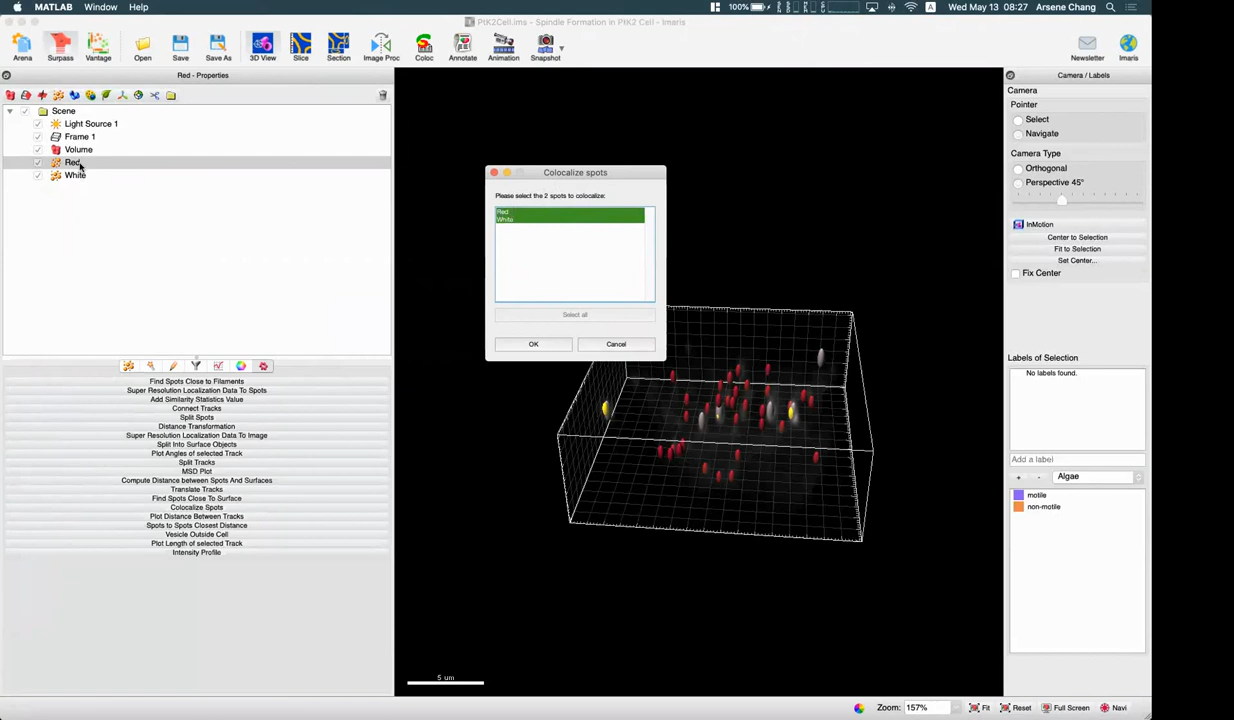 MATLAB Window Help
100% A Wed May 13 08:27 Arsene Chang
PtK2Cell.ims - Spindle Formation in PtK2 Cell - Imaris
Arena Surpass Vantage Open Save Save As 3D View Slice Section Image Proc Coloc Annotate Animation Snapshot Newsletter Imaris
Red - Properties
Camera / Labels
Scene
Light Source 1
Frame 1
Volume
Red
White
Camera
Pointer
Select
Navigate
Camera Type
Orthogonal
Perspective 45°
InMotion
Center to Selection
Fit to Selection
Set Center...
Fix Center
Labels of Selection
No labels found.
Add a label
+ - Algae
motile
non-motile
Colocalize spots
Please select the 2 spots to colocalize:
Red
White
Select all
OK Cancel
Find Spots Close to Filaments
Super Resolution Localization Data To Spots
Add Similarity Statistics Value
Connect Tracks
Split Spots
Distance Transformation
Super Resolution Localization Data To Image
Split Into Surface Objects
Plot Angles of selected Track
Split Tracks
MSD Plot
Compute Distance between Spots And Surfaces
Translate Tracks
Find Spots Close To Surface
Colocalize Spots
Plot Distance Between Tracks
Spots to Spots Closest Distance
Vesicle Outside Cell
Plot Length of selected Track
Intensity Profile
5 um
Zoom: 157% Fit Reset Full Screen Navi